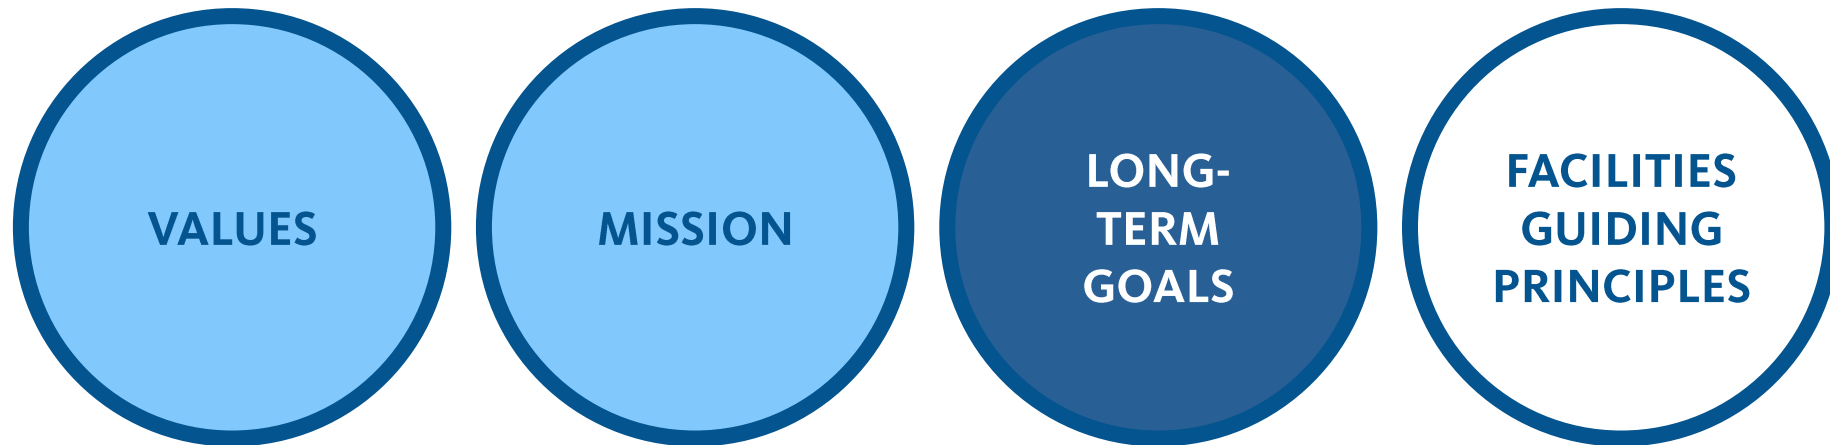 VALUES
MISSION
LONG-
TERM
GOALS
FACILITIES
GUIDING
PRINCIPLES